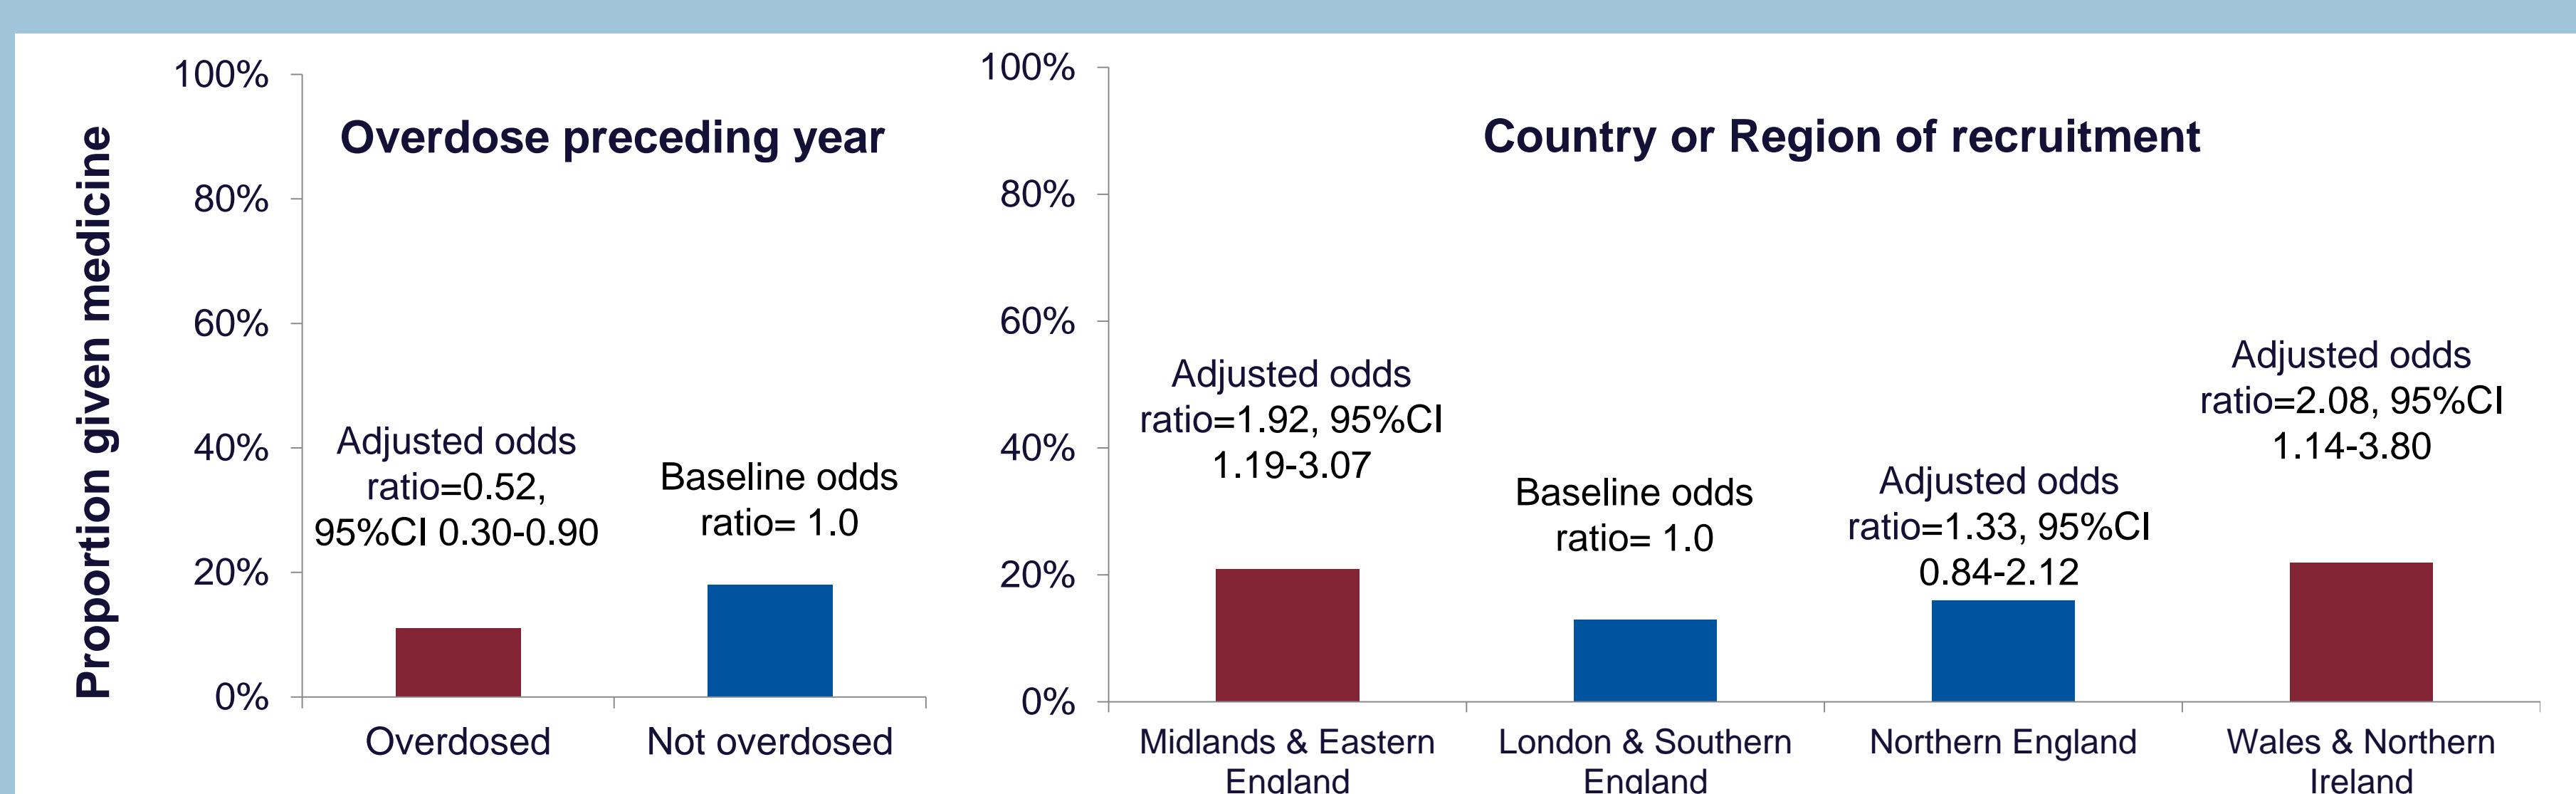 Proportion given medicine
100%
80%
60%
40%
20%
0%
Overdose preceding year
Adjusted odds
ratio=0.52,
95%CI 0.30-0.90
Baseline odds
ratio= 1.0
Overdosed
Not overdosed
100%
80%
60%
40%
20%
0%
Country or Region of recruitment
Adjusted odds
ratio=1.92, 95%CI
1.19-3.07
Baseline odds
ratio= 1.0
Adjusted odds
ratio=1.33, 95%CI
0.84-2.12
Adjusted odds
ratio=2.08, 95%CI
1.14-3.80
Midlands & Eastern
England
London & Southern
England
Northern England
Wales & Northern
Ireland